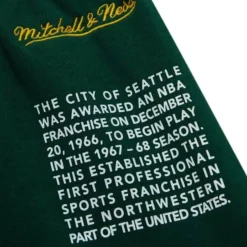 Mitchell & Ness
THE CITY OF SEATTLE
WAS AWARDED AN NBA
FRANCHISE ON DECEMBER
20, 1966, TO BEGIN PLAY
IN THE 1967-68 SEASON.
THIS ESTABLISHED THE
FIRST PROFESSIONAL
SPORTS FRANCHISE IN
THE NORTHWESTERN
PART OF THE UNITED STATES.